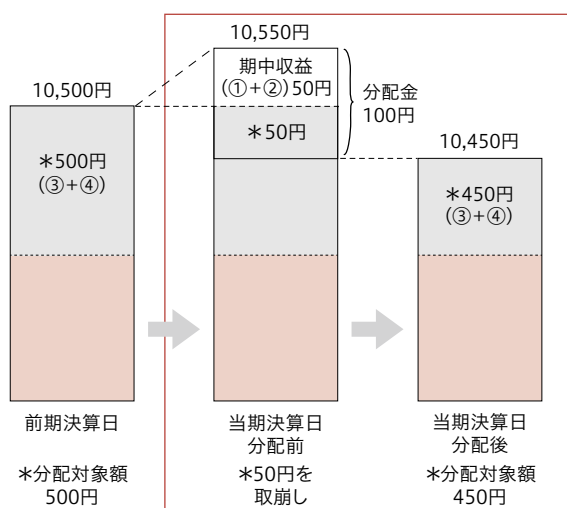 10,550円
期中収益
(①+②)50円
分配金
100円
10,500円
*50円
10,450円
*500円
(③+④)
*450円
(③+④)
前期決算日
当期決算日
分配前
当期決算日
分配後
*分配対象額
500円
*50円を
取崩し
*分配対象額
450円